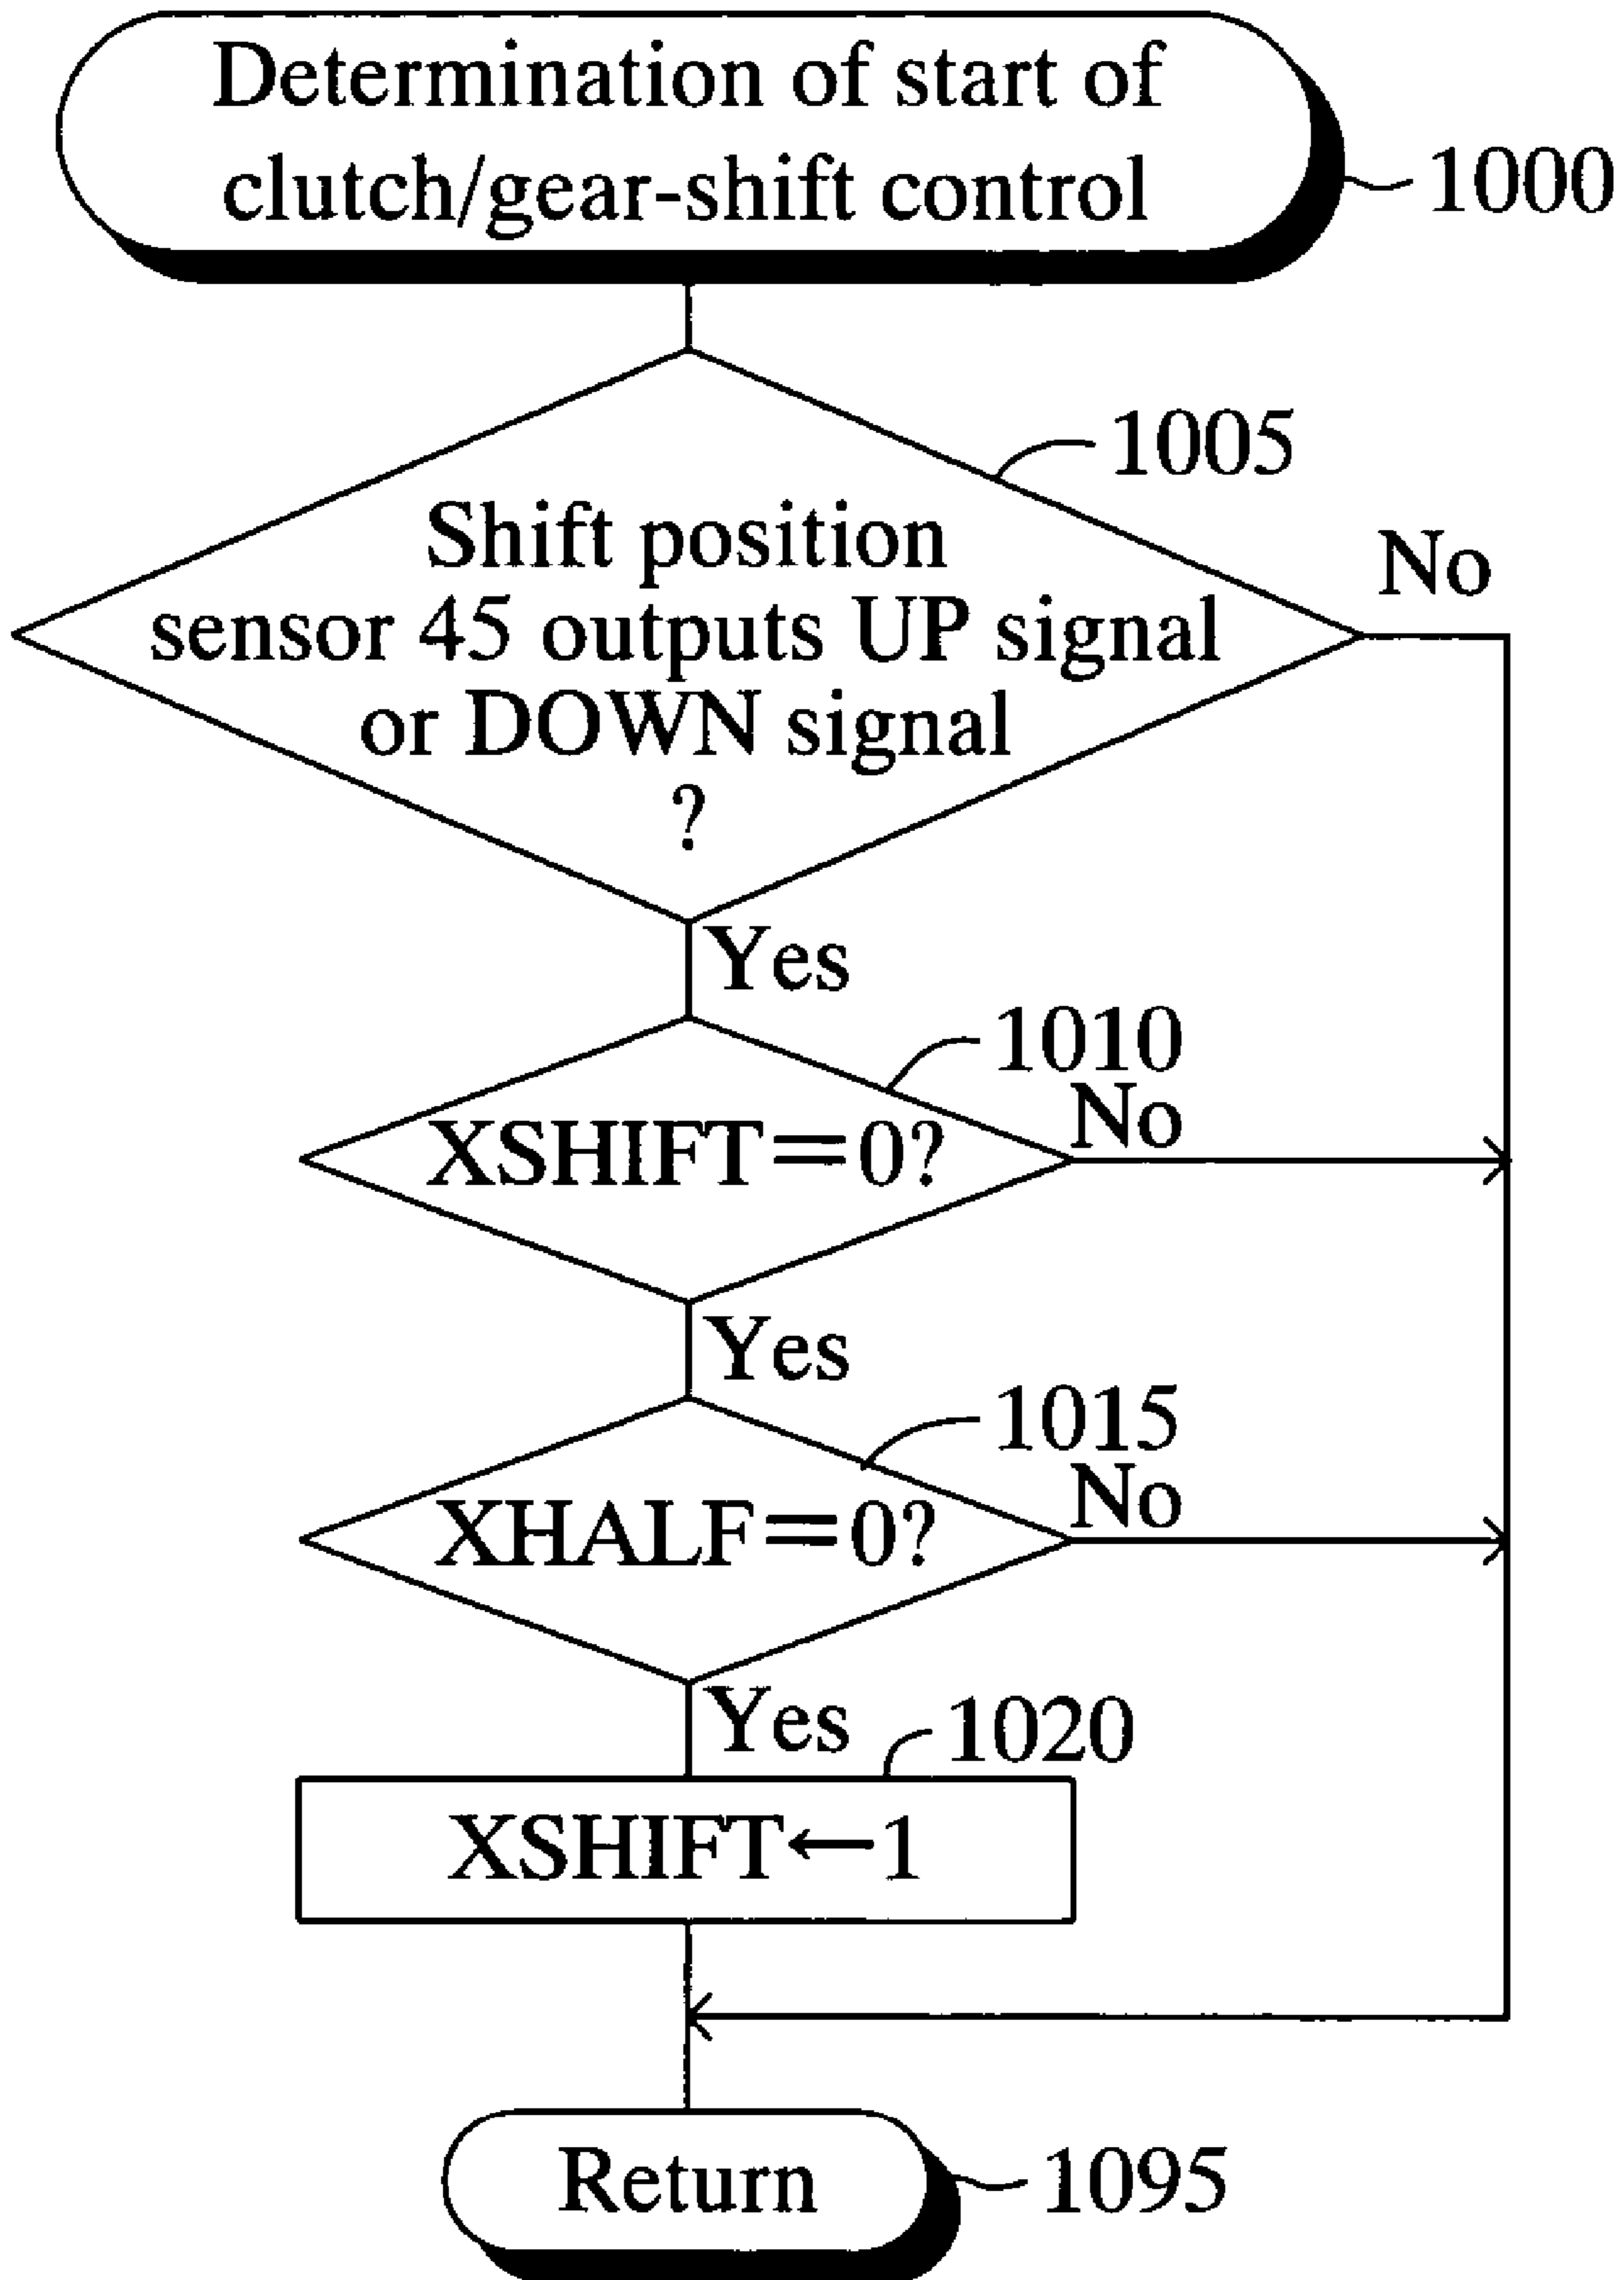 Determination of start of
clutch/gear-shift control
1000
1005
Shift position
sensor 45 outputs UP signal
or DOWN signal
?
No
Yes
1010
XSHIFT=0?
No
Yes
1015
XHALF=0?
No
Yes
1020
XSHIFT←1
Return
1095